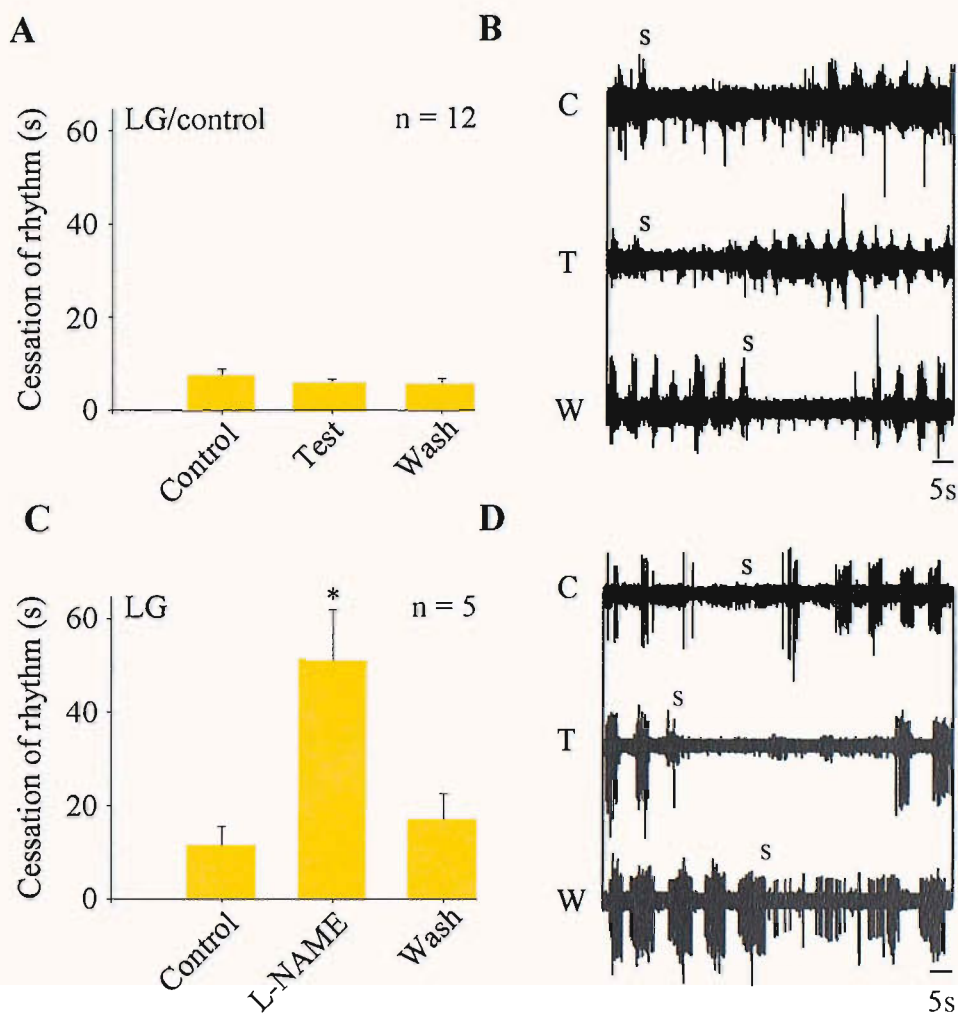 A
LG/control n = 12
Cessation of rhythm (s)
60
40
20
0
Control Test Wash
B
S
C
S
T
S
W
5s
C
LG n = 5
*
Cessation of rhythm (s)
60
40
20
0
Control L-NAME Wash
D
S
C
S
T
S
W
5s